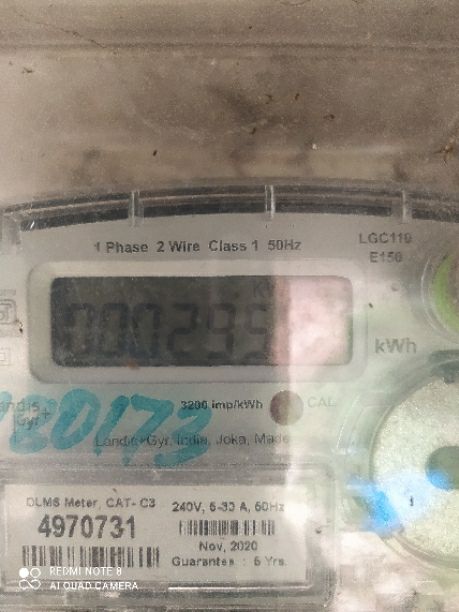 1 Phase 2 Wire Class 1 50Hz
LGC110
E150
kWh
3200 imp/kWh
CAL
Landis+Gyr, India, Joka, Made
DLMS Meter, CAT- C3
4970731
240V, 5-30 A, 50Hz
Nov, 2020
Guarantee : 5 Yrs.
REDMI NOTE 8
AI QUAD CAMERA